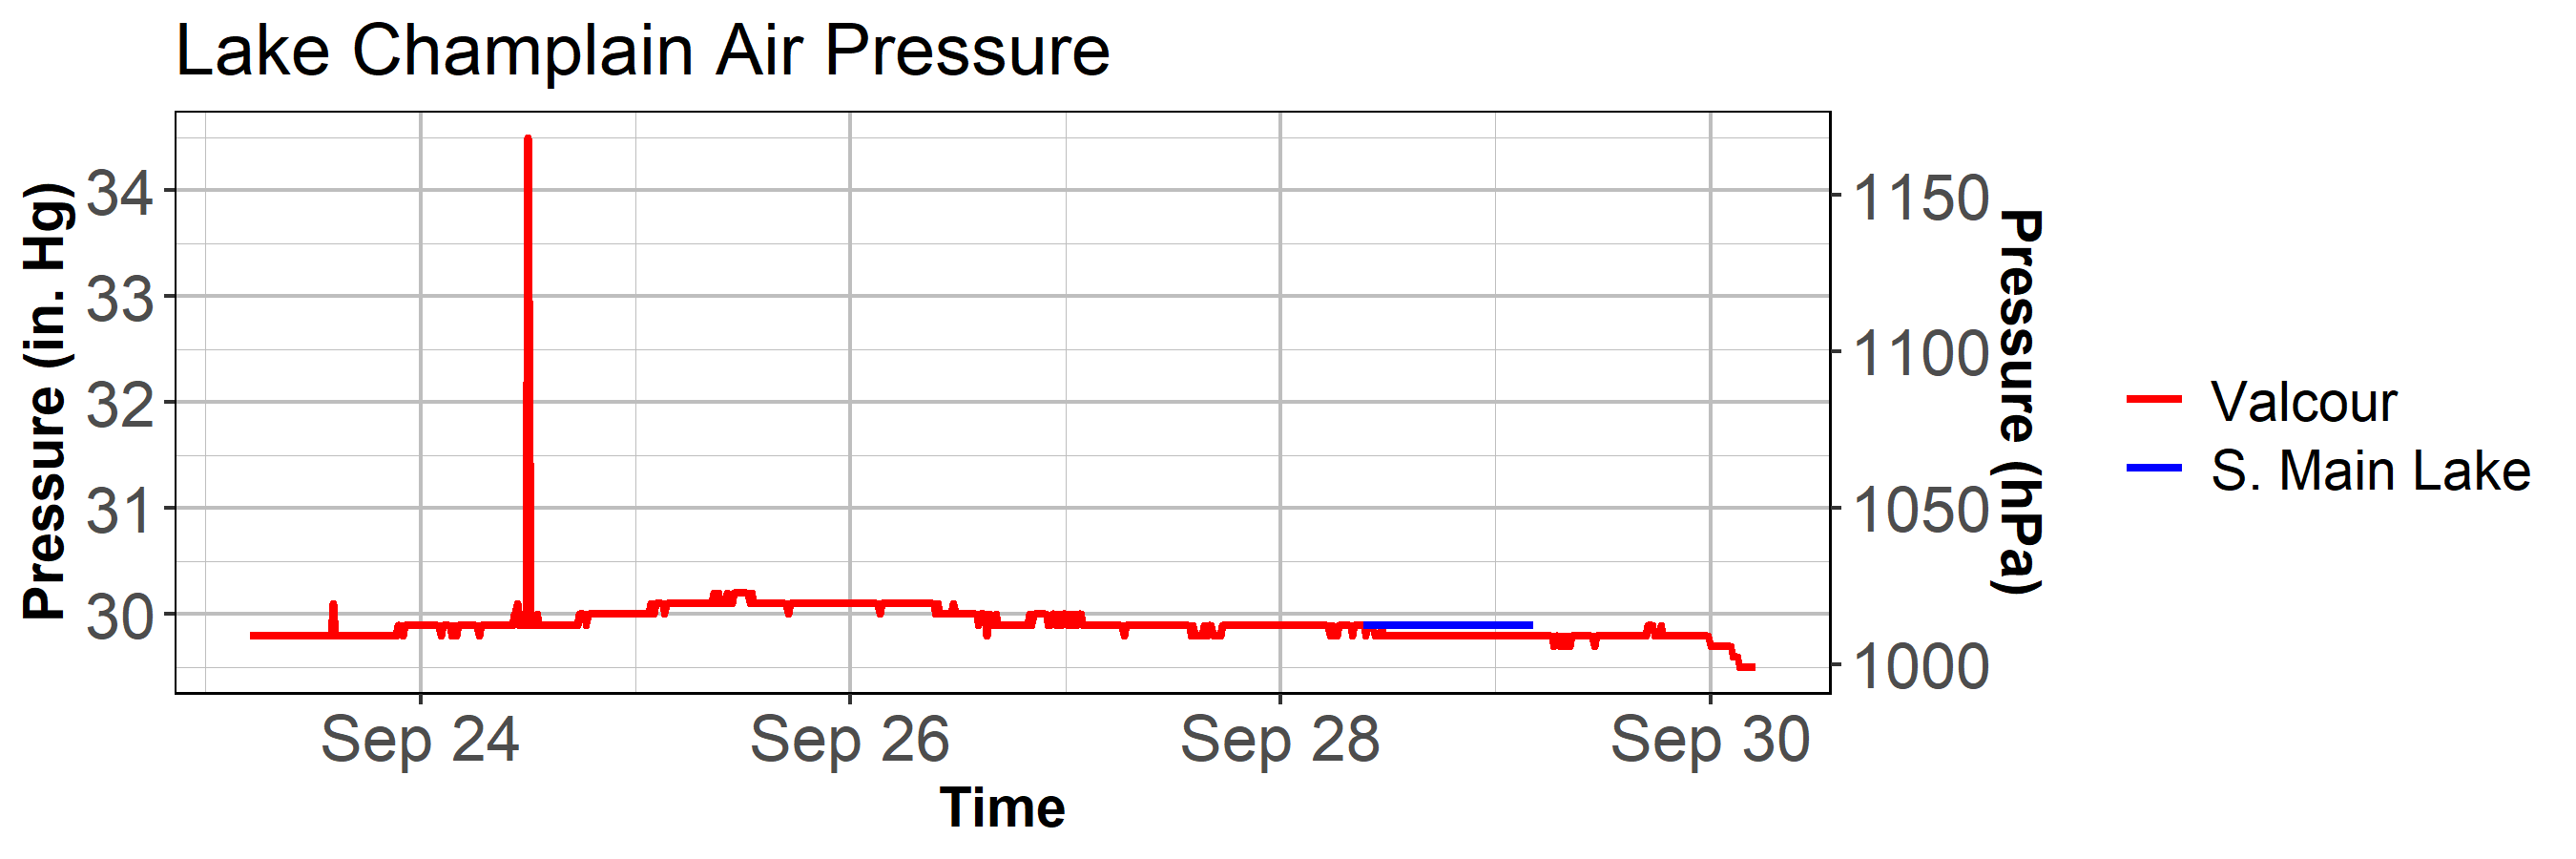 Lake Champlain Air Pressure
Pressure (in. Hg)
34
33
32
31
30
1150
1100
1050
1000
Pressure (hPa)
Sep 24
Sep 26
Sep 28
Sep 30
Time
Valcour
S. Main Lake